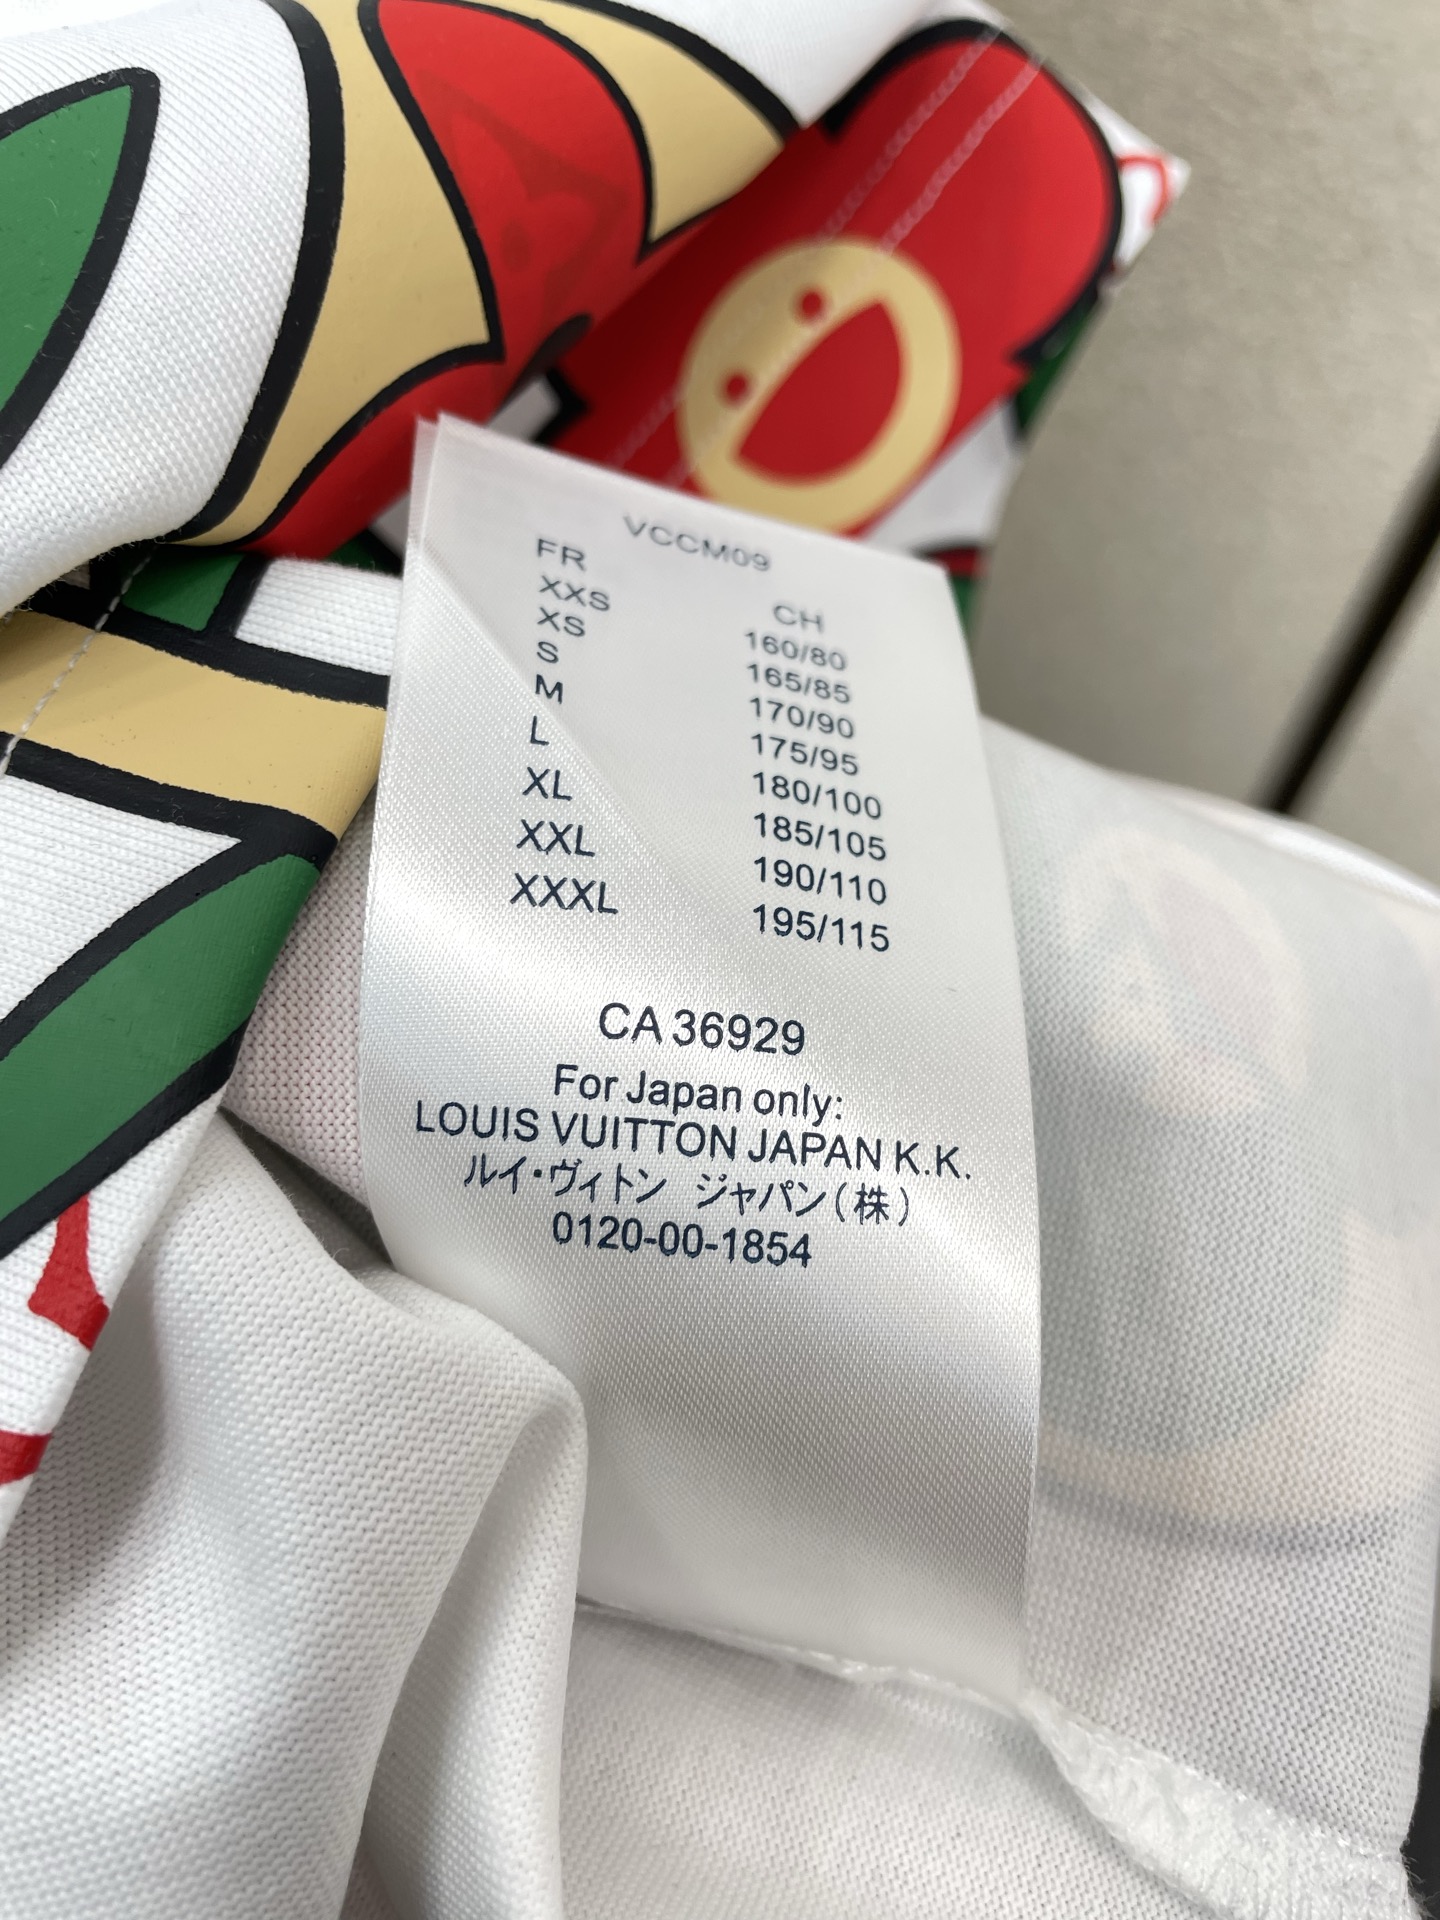 VCCM09
FR CH
XXS 160/80
XS 165/85
S 170/90
M 175/95
L 180/100
XL 185/105
XXL 190/110
XXXL 195/115
CA 36929
For Japan only:
LOUIS VUITTON JAPAN K.K.
ルイ・ヴィトン ジャパン(株)
0120-00-1854